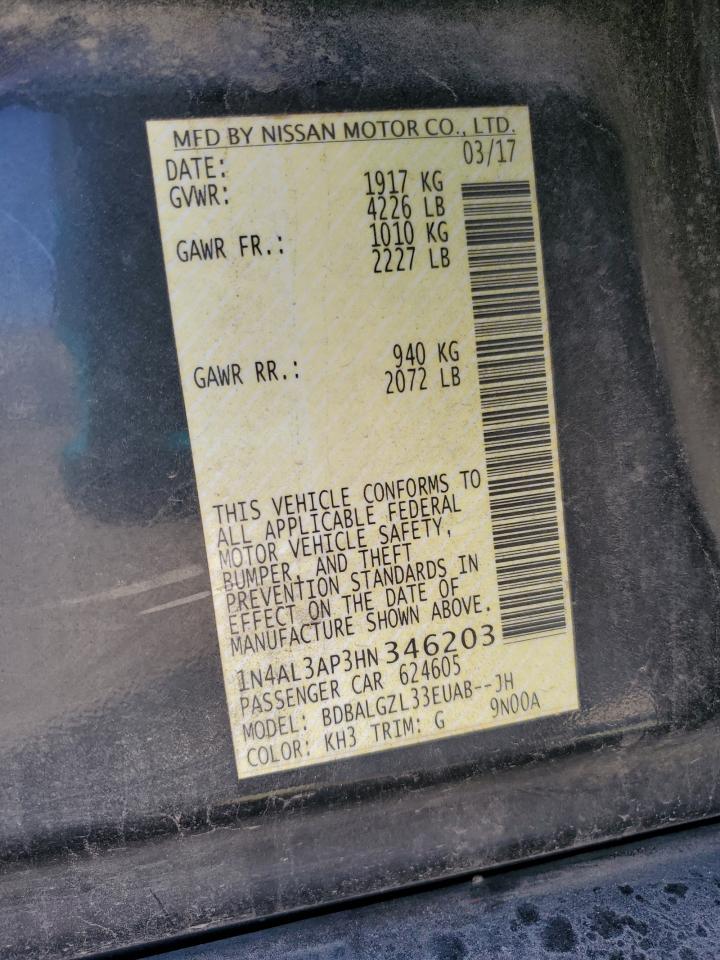 MFD BY NISSAN MOTOR CO., LTD.
DATE: 03/17
GVWR: 1917 KG
4226 LB
GAWR FR.: 1010 KG
2227 LB
GAWR RR.: 940 KG
2072 LB
THIS VEHICLE CONFORMS TO
ALL APPLICABLE FEDERAL
MOTOR VEHICLE SAFETY,
BUMPER, AND THEFT
PREVENTION STANDARDS IN
EFFECT ON THE DATE OF
MANUFACTURE SHOWN ABOVE.
1N4AL3AP3HN 346203
PASSENGER CAR 624605
MODEL: BDBALGZL33EUAB--JH
COLOR: KH3 TRIM: G 9N00A